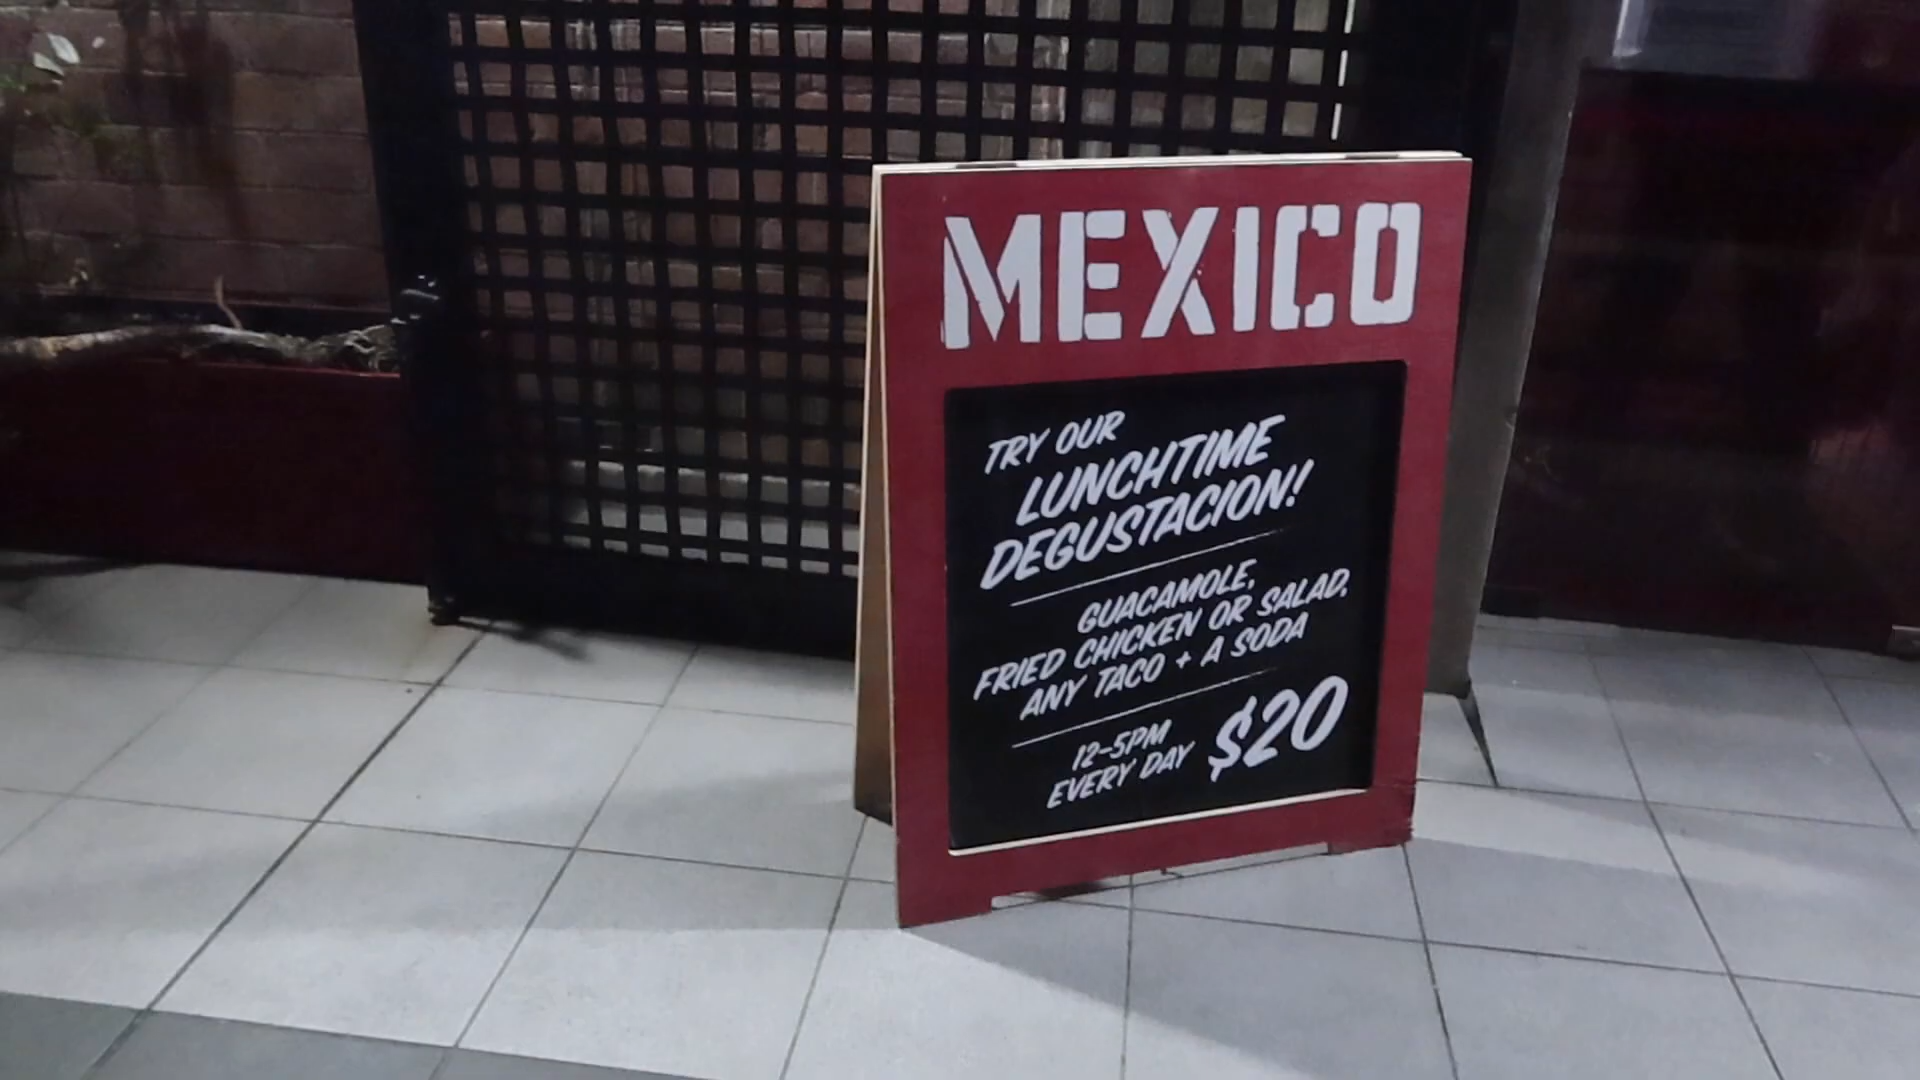 MEXICO
TRY OUR
LUNCHTIME
DEGUSTACION!
GUACAMOLE,
FRIED CHICKEN OR SALAD,
ANY TACO + A SODA
12-5PM
EVERY DAY
$20